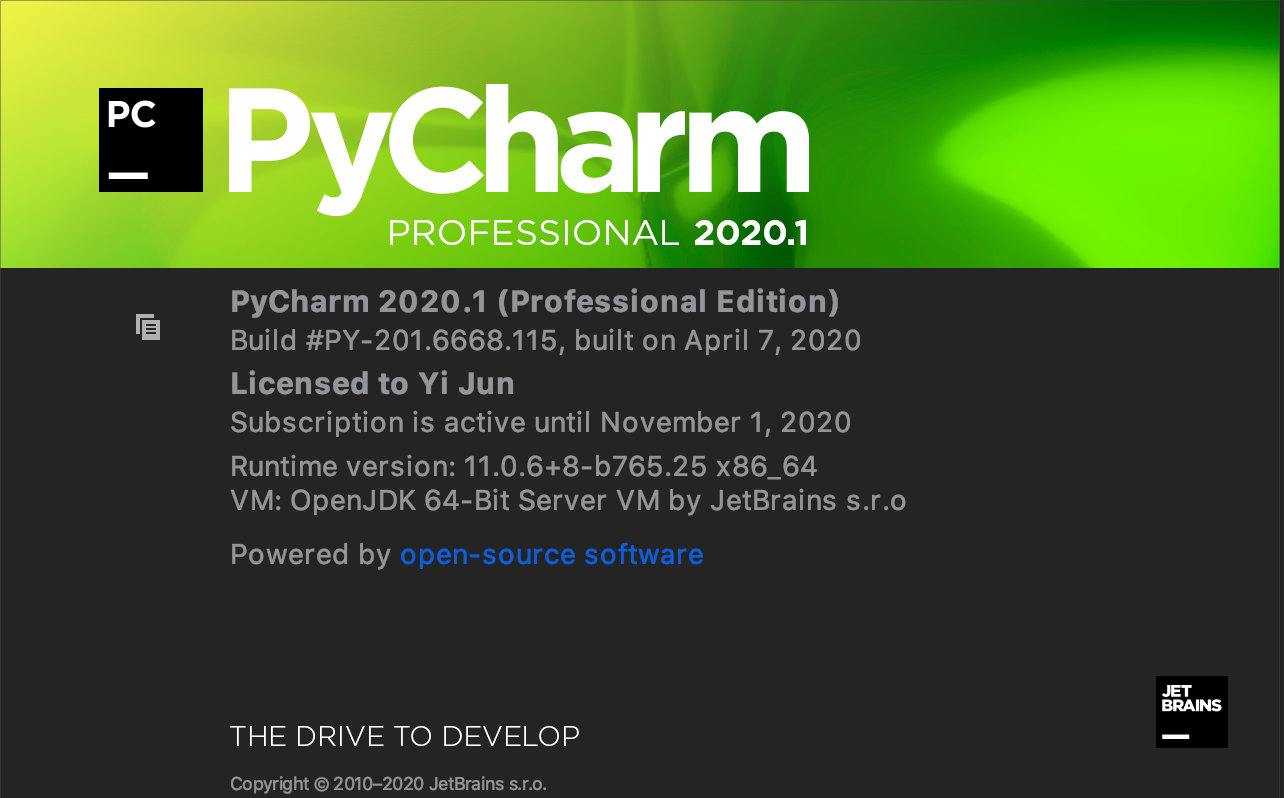 PC
PyCharm
PROFESSIONAL 2020.1
PyCharm 2020.1 (Professional Edition)
Build #PY-201.6668.115, built on April 7, 2020
Licensed to Yi Jun
Subscription is active until November 1, 2020
Runtime version: 11.0.6+8-b765.25 x86_64
VM: OpenJDK 64-Bit Server VM by JetBrains s.r.o
Powered by open-source software
JET
BRAINS
THE DRIVE TO DEVELOP
Copyright © 2010–2020 JetBrains s.r.o.